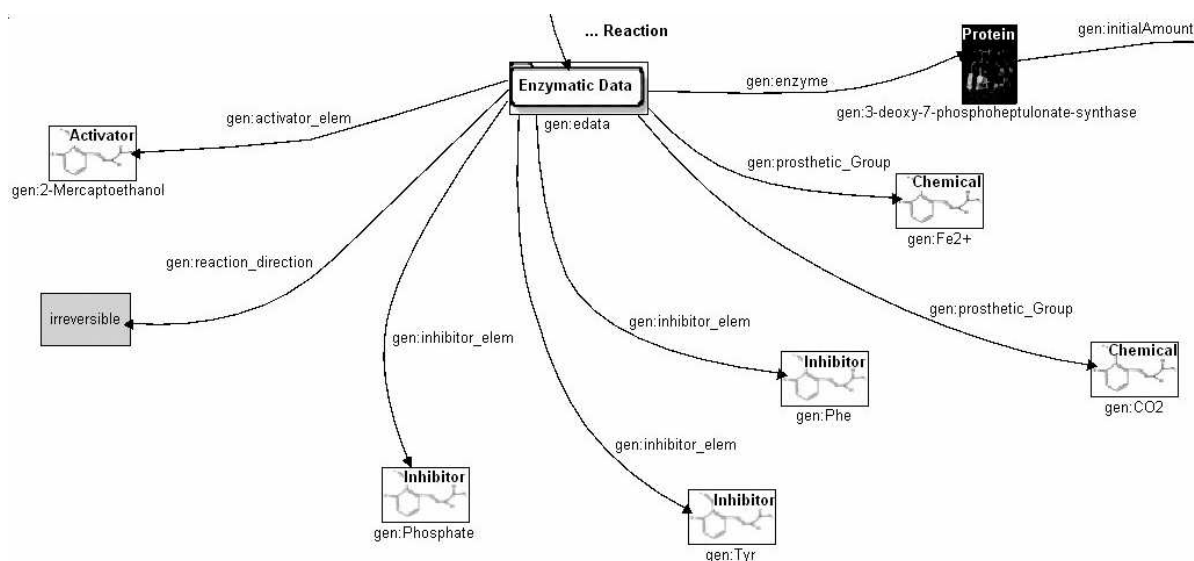 ... Reaction
Protein
gen:initialAmount
Enzymatic Data
gen:enzyme
gen:3-deoxy-7-phosphoheptulonate-synthase
gen:edata
gen:activator_elem
Activator
gen:2-Mercaptoethanol
gen:prosthetic_Group
Chemical
gen:Fe2+
gen:reaction_direction
irreversible
gen:prosthetic_Group
gen:inhibitor_elem
gen:inhibitor_elem
Inhibitor
gen:Phe
Chemical
gen:CO2
gen:inhibitor_elem
Inhibitor
gen:Phosphate
Inhibitor
gen:Tyr